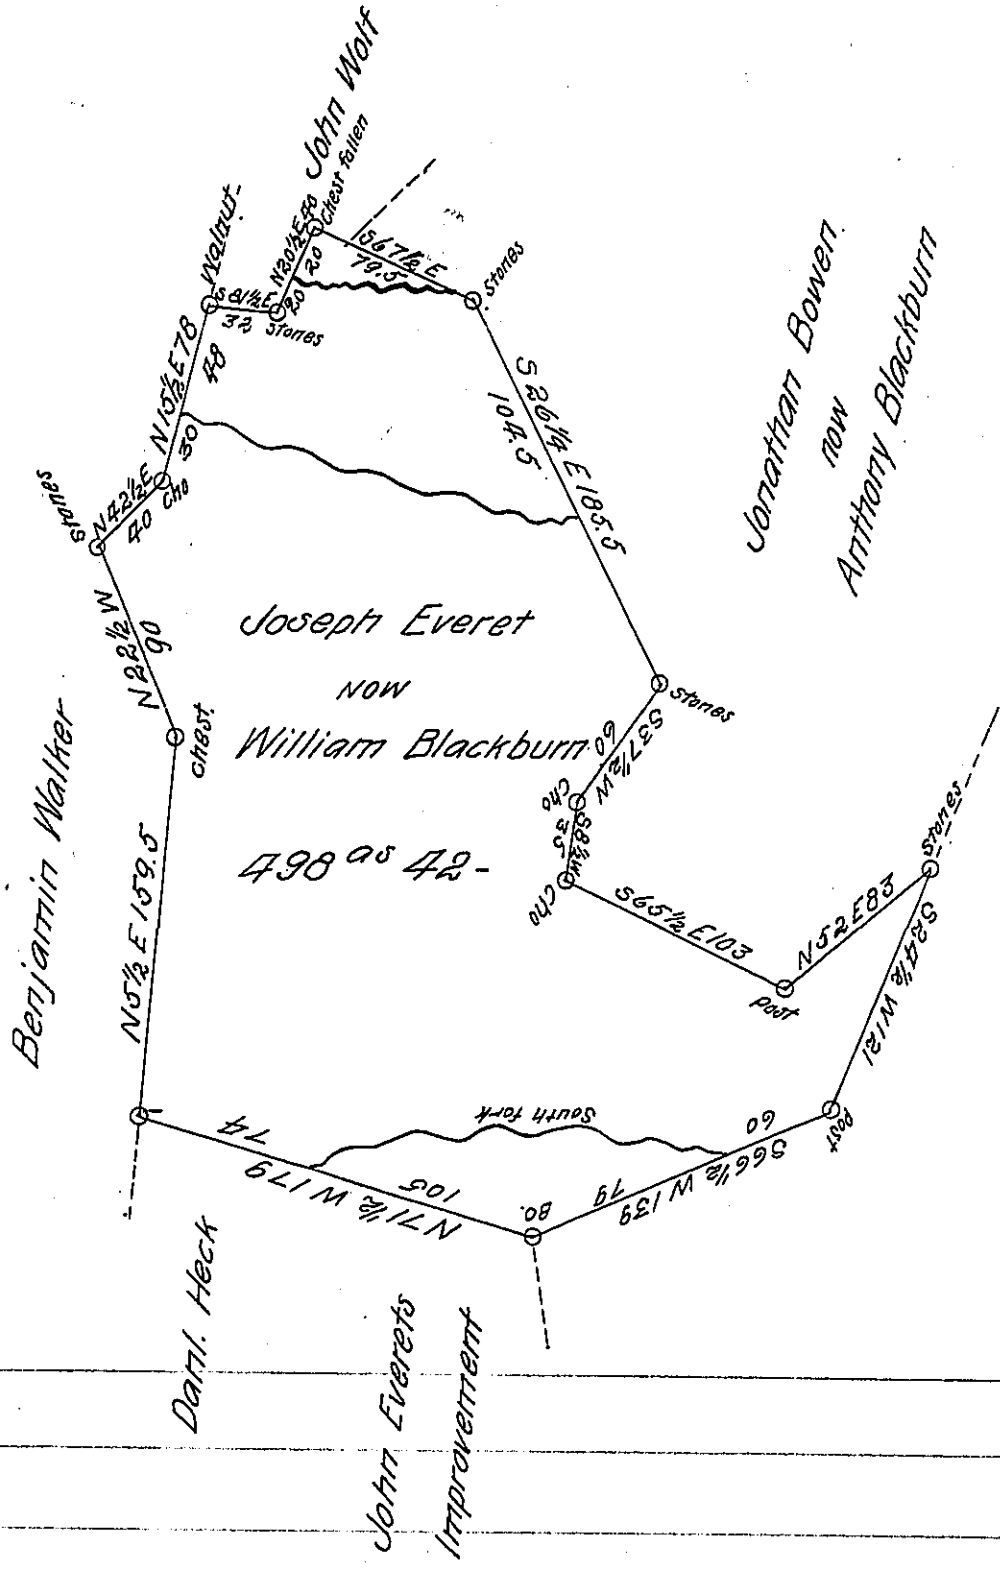 John Wolf
Chest fallen
Walnut
N20½E40
20
20
S81½E
32
Stones
S67½E
79.5
Stones
N15½E78
48
30
Cho
N42½E
40
Stones
N22½W
90
Chest.
S26¼E185.5
104.5
Jonathan Bowen.
now
Anthony Blackburn
Joseph Everet
NOW
William Blackburn
498 as 42-
Benjamin Walker
N5½E159.5
Stones
S37½W
60
Cho
S8½W
35
Cho
S65½E103
Post
N52E83
Stones
S24½W121
Post
S66½W139
60
79
South fork
BO.
N71½W179
105
74
Danl. Heck
John Everets
Improvement